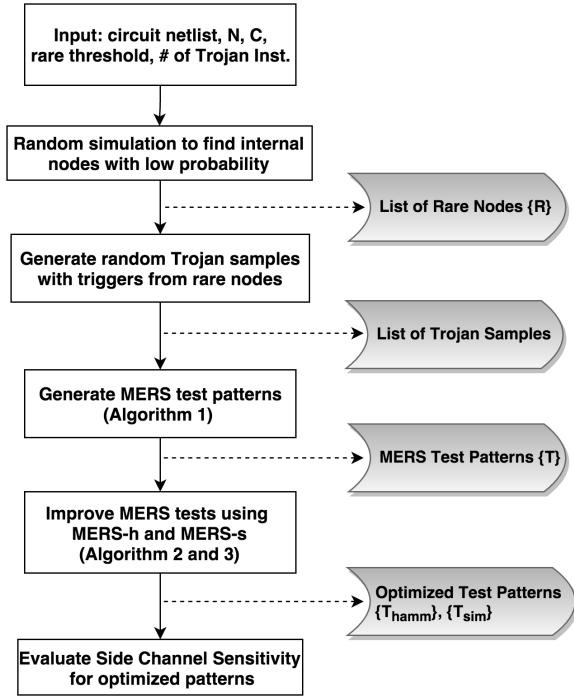 Input: circuit netlist, N, C,
rare threshold, # of Trojan Inst.
Random simulation to find internal
nodes with low probability
List of Rare Nodes {R}
Generate random Trojan samples
with triggers from rare nodes
List of Trojan Samples
Generate MERS test patterns
(Algorithm 1)
MERS Test Patterns {T}
Improve MERS tests using
MERS-h and MERS-s
(Algorithm 2 and 3)
Optimized Test Patterns
{Thamm}, {Tsim}
Evaluate Side Channel Sensitivity
for optimized patterns